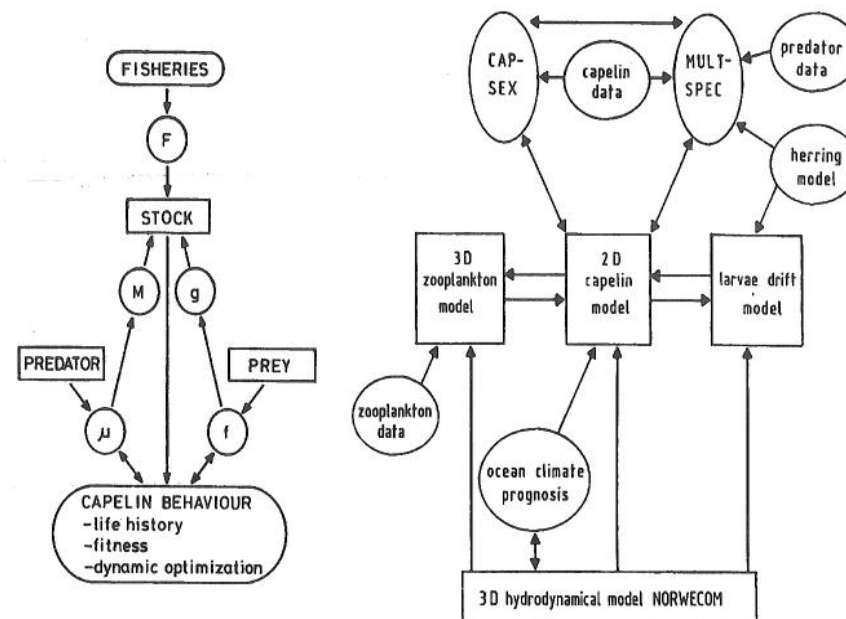 FISHERIES
F
STOCK
M
g
PREDATOR
PREY
µ
f
CAPELIN BEHAVIOUR
-life history
-fitness
-dynamic optimization
CAP-
SEX
capelin
data
MULT-
SPEC
predator
data
herring
model
3D
zooplankton
model
2D
capelin
model
larvae drift
model
zooplankton
data
ocean climate
prognosis
3D hydrodynamical model NORWECOM